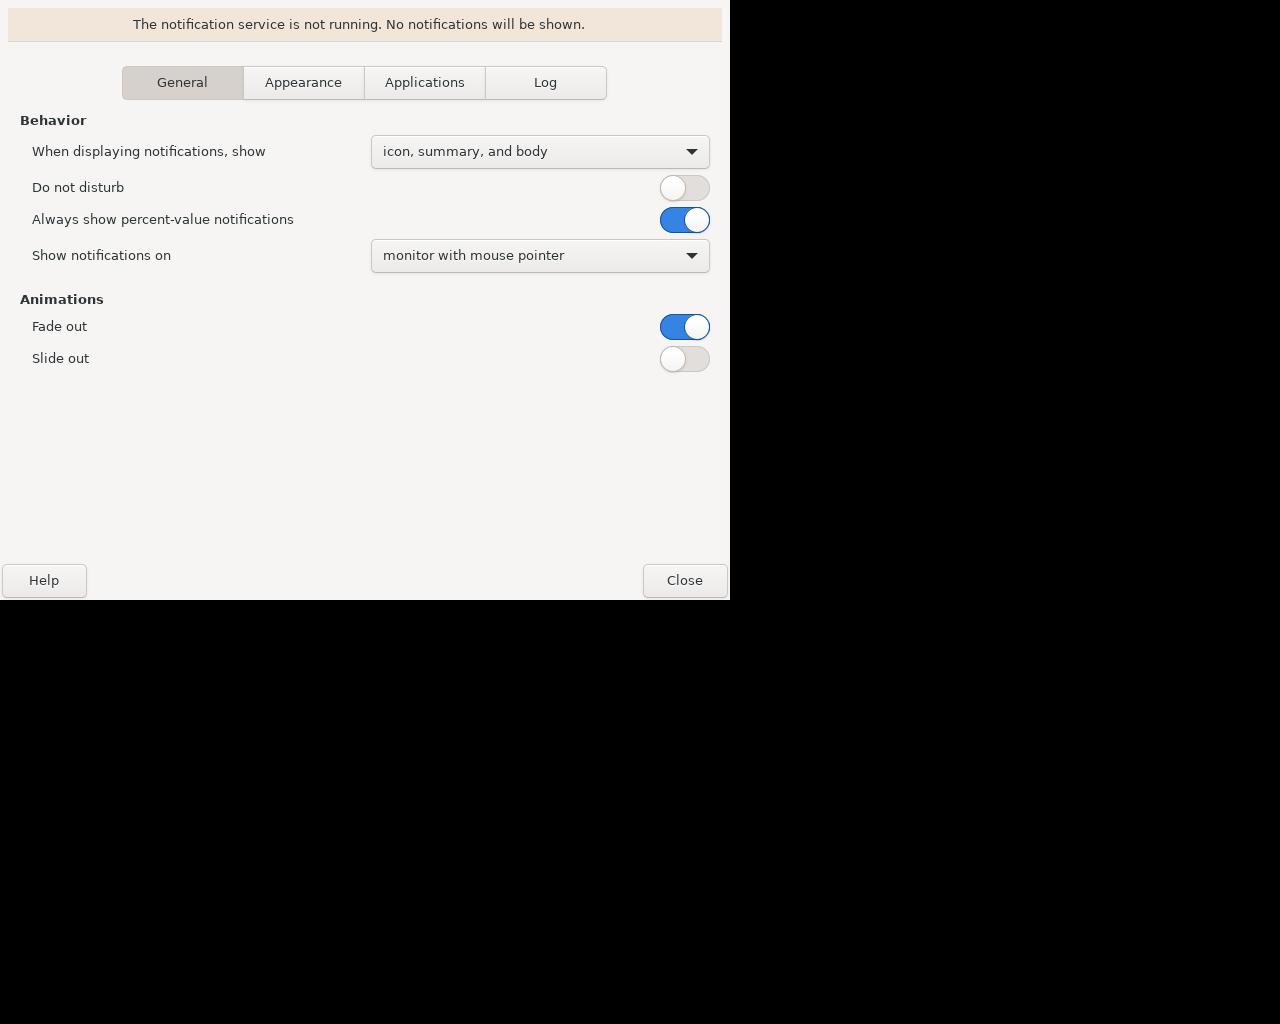 The notification service is not running. No notifications will be shown.
General
Appearance
Applications
Log
Behavior
When displaying notifications, show
icon, summary, and body
Do not disturb
Always show percent-value notifications
Show notifications on
monitor with mouse pointer
Animations
Fade out
Slide out
Help
Close